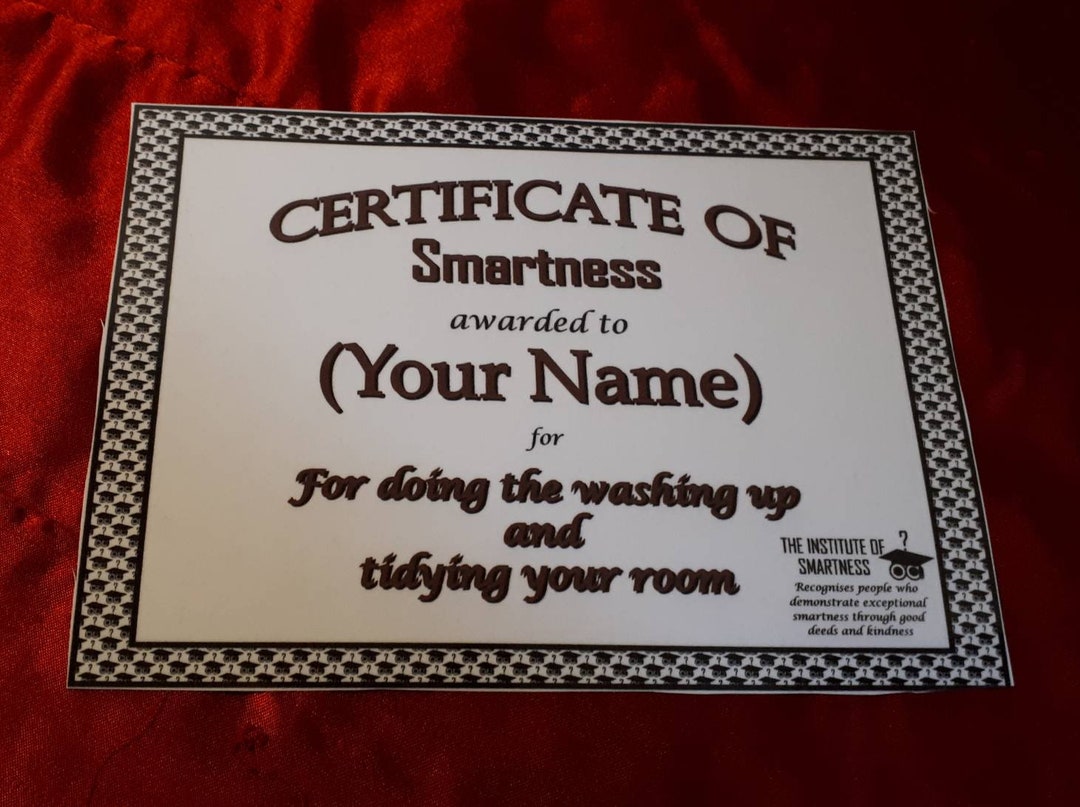 CERTIFICATE OF
Smartness
awarded to
(Your Name)
for
For doing the washing up
and
tidying your room
?
THE INSTITUTE OF
SMARTNESS
Recognises people who
demonstrate exceptional
smartness through good
deeds and kindness